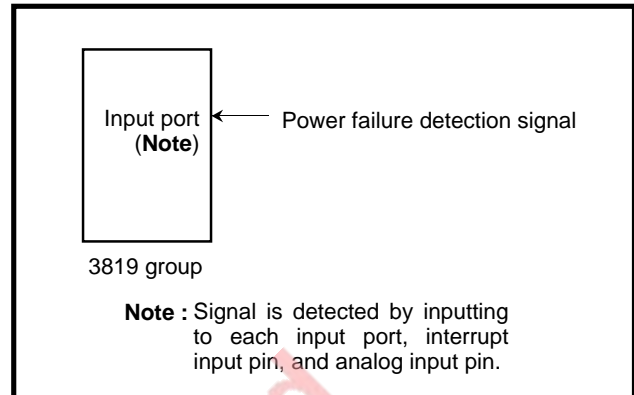 Input port
(Note)
Power failure detection signal
3819 group
Note : Signal is detected by inputting
to each input port, interrupt
input pin, and analog input pin.